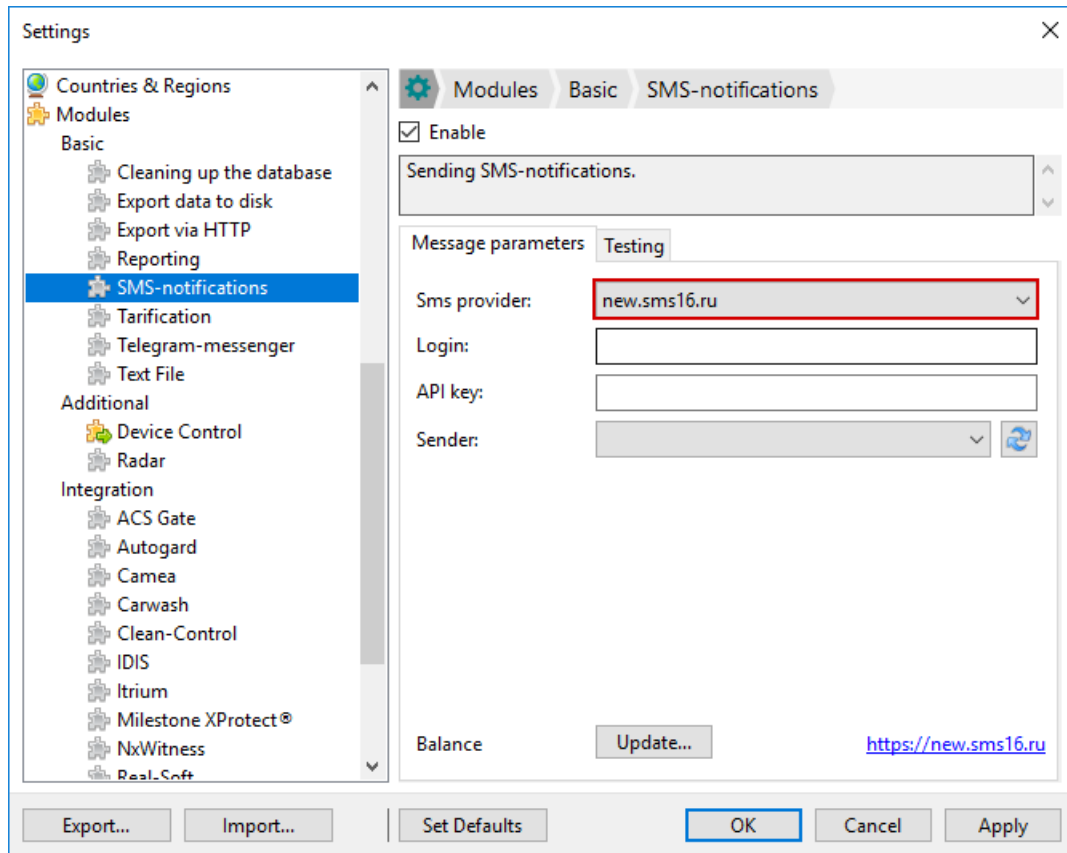 Settings
Countries & Regions
Modules
Basic
Cleaning up the database
Export data to disk
Export via HTTP
Reporting
SMS-notifications
Tarification
Telegram-messenger
Text File
Additional
Device Control
Radar
Integration
ACS Gate
Autogard
Camea
Carwash
Clean-Control
IDIS
Itrium
Milestone XProtect®
NxWitness
Real-Soft
Modules Basic SMS-notifications
Enable
Sending SMS-notifications.
Message parameters Testing
Sms provider: new.sms16.ru
Login:
API key:
Sender:
Balance Update... https://new.sms16.ru
Export... Import... Set Defaults OK Cancel Apply